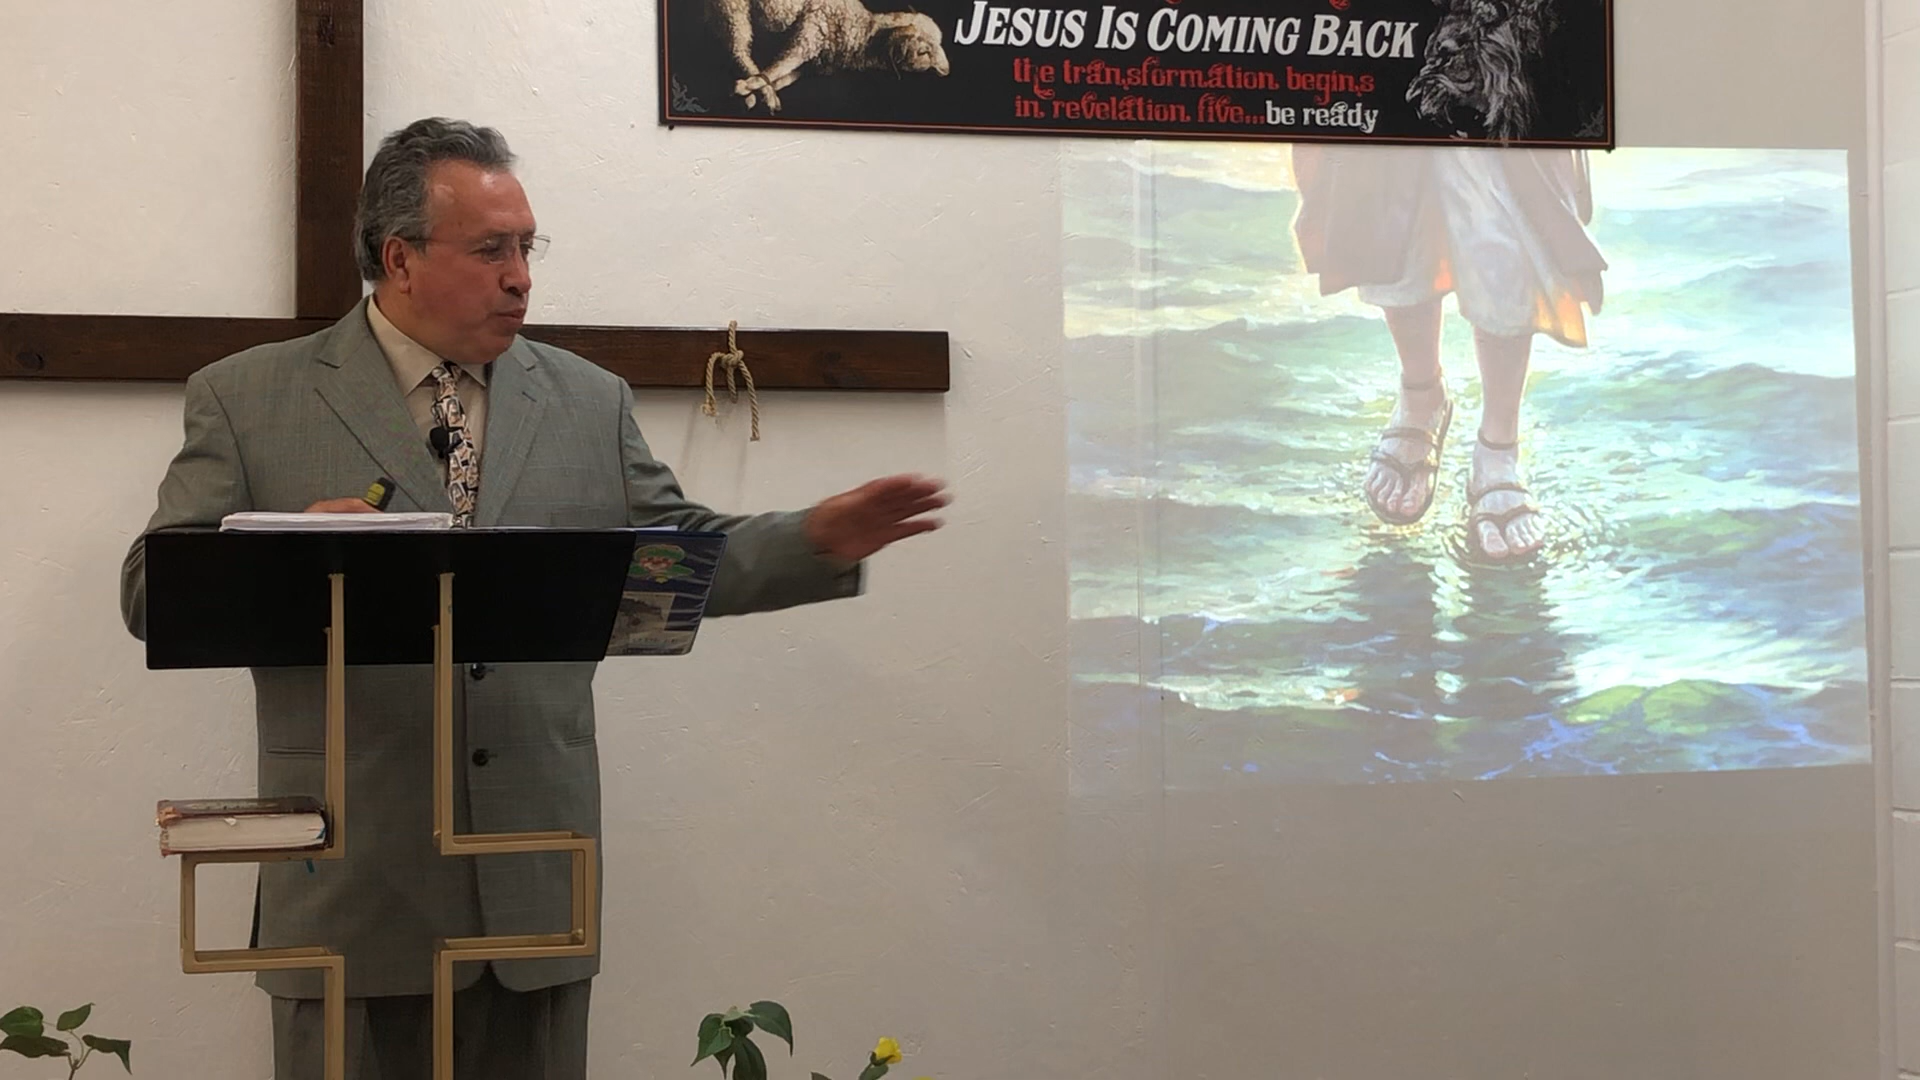 JESUS IS COMING BACK
the transformation begins
in revelation five...be ready